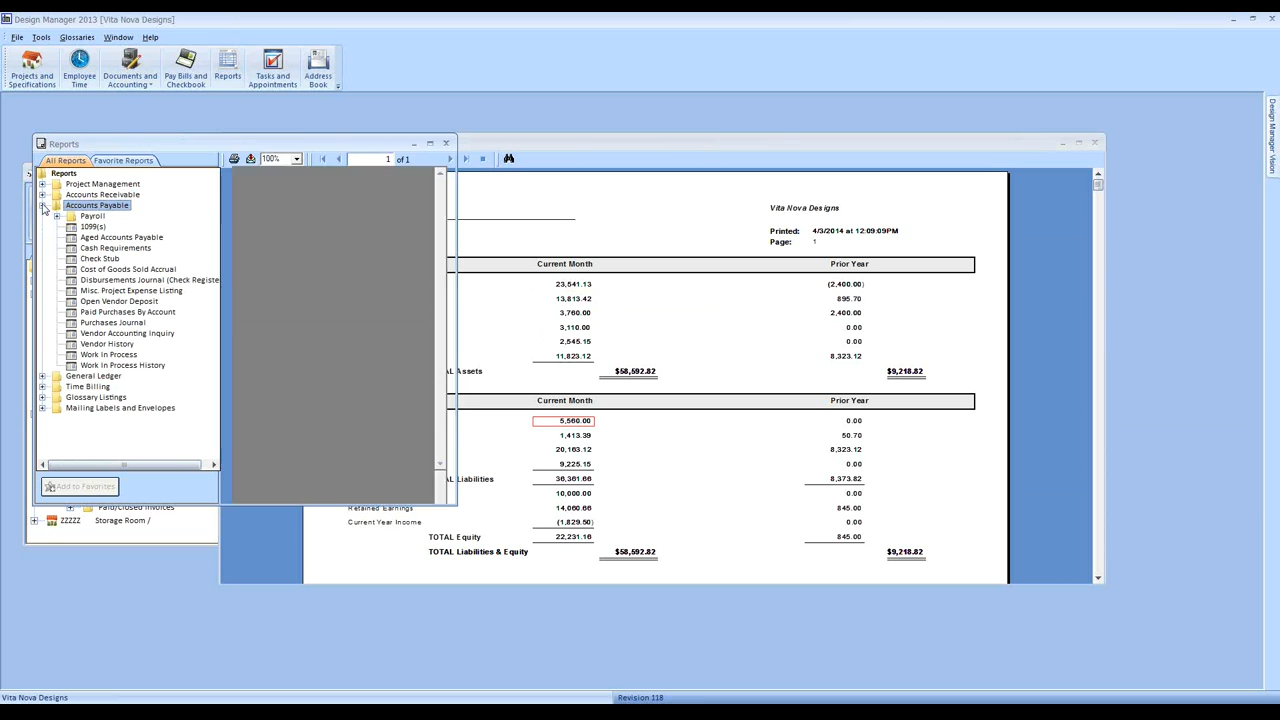 Design Manager 2013 [Vita Nova Designs]
File Tools Glossaries Window Help
Projects and Specifications
Employee Time
Documents and Accounting
Pay Bills and Checkbook
Reports
Tasks and Appointments
Address Book
Design Manager Vision
Reports
All Reports Favorite Reports
100% 1 of 1
Reports
Project Management
Accounts Receivable
Accounts Payable
Payroll
1099(s)
Aged Accounts Payable
Cash Requirements
Check Stub
Cost of Goods Sold Accrual
Disbursements Journal (Check Registe
Misc. Project Expense Listing
Open Vendor Deposit
Paid Purchases By Account
Purchases Journal
Vendor Accounting Inquiry
Vendor History
Work In Process
Work In Process History
General Ledger
Time Billing
Glossary Listings
Mailing Labels and Envelopes
Add to Favorites
Paid/Closed Invoices
ZZZZZ Storage Room /
Vita Nova Designs
Printed: 4/3/2014 at 12:09:09PM
Page: 1
Current Month Prior Year
23,541.13 (2,400.00)
13,813.42 895.70
3,760.00 2,400.00
3,110.00 0.00
2,545.15 0.00
11,823.12 8,323.12
Assets $58,592.82 $9,218.82
Current Month Prior Year
5,560.00 0.00
1,413.39 50.70
20,163.12 8,323.12
9,225.15 0.00
Liabilities 36,361.66 8,373.82
10,000.00 0.00
Retained Earnings 14,060.66 845.00
Current Year Income (1,829.50) 0.00
TOTAL Equity 22,231.16 845.00
TOTAL Liabilities & Equity $58,592.82 $9,218.82
Vita Nova Designs Revision 118